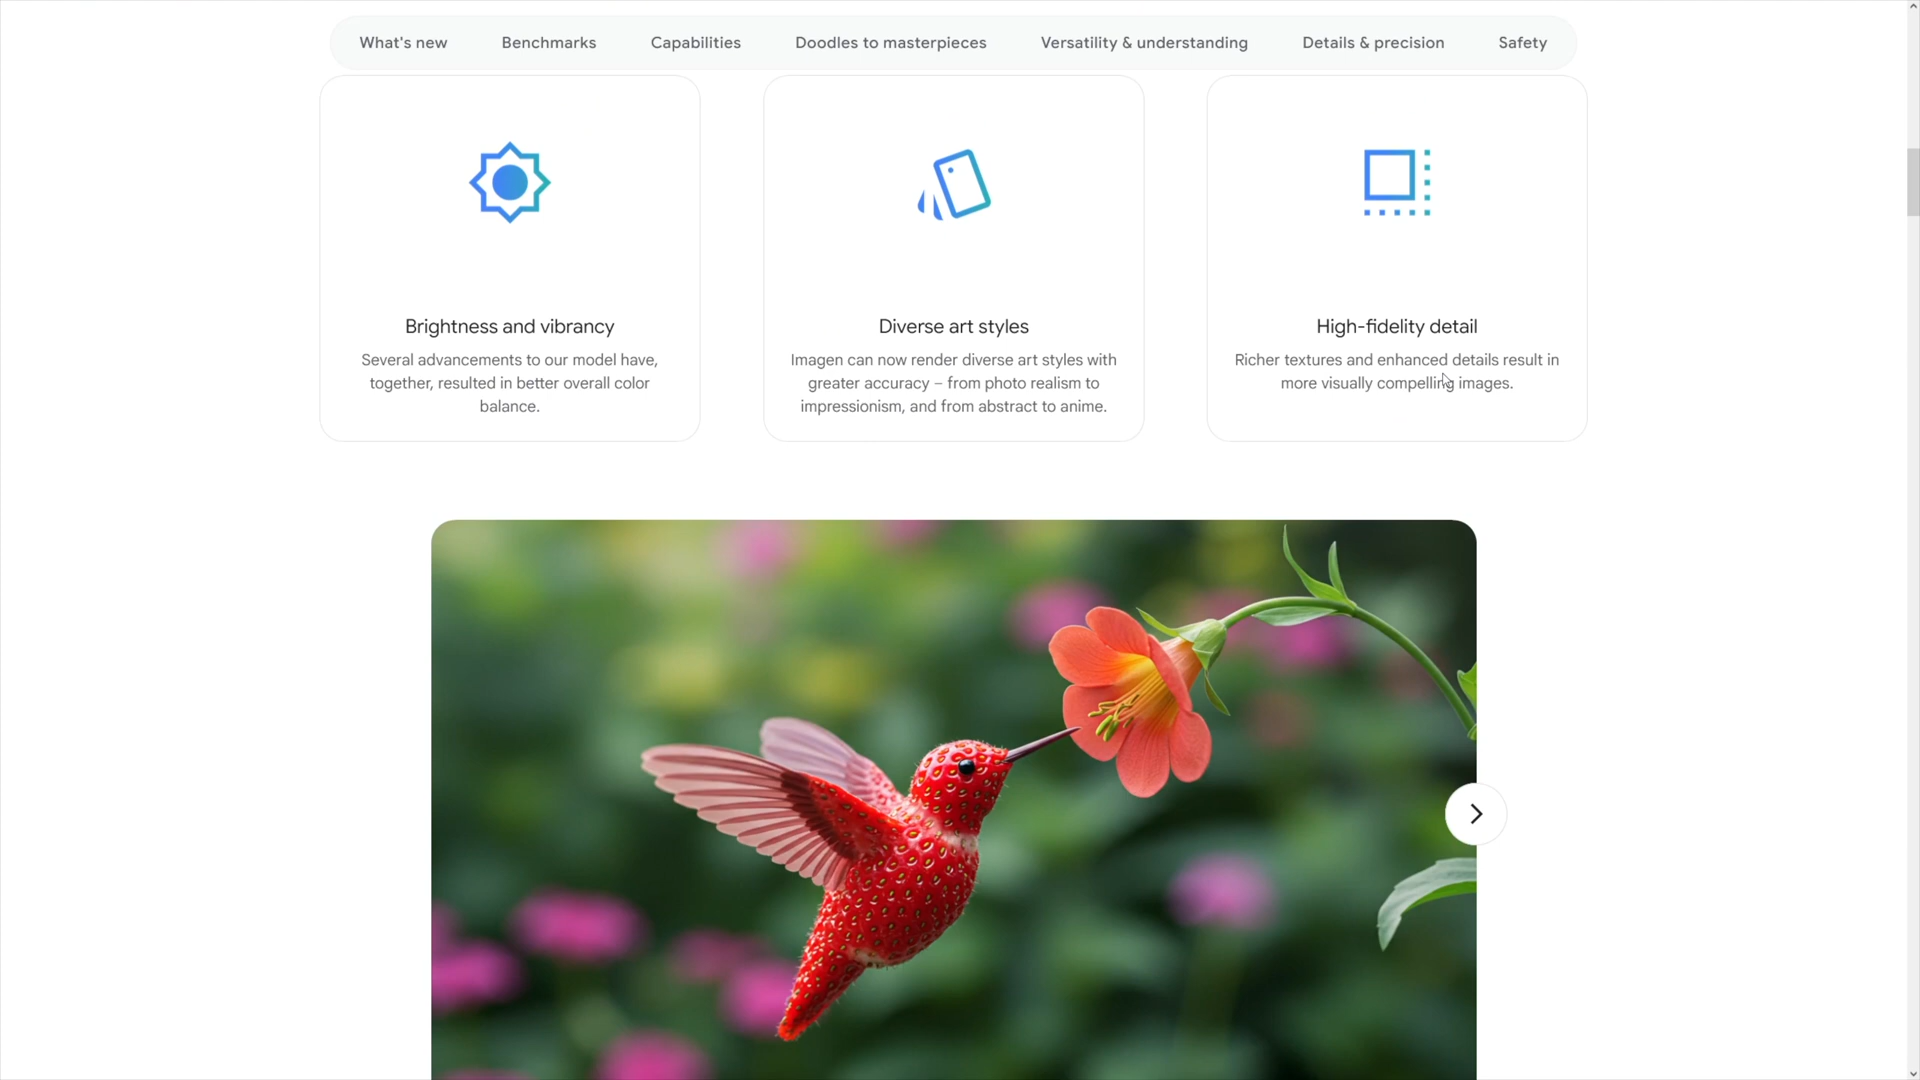 What's new
Benchmarks
Capabilities
Doodles to masterpieces
Versatility & understanding
Details & precision
Safety
Brightness and vibrancy
Several advancements to our model have,
together, resulted in better overall color
balance.
Diverse art styles
Imagen can now render diverse art styles with
greater accuracy – from photo realism to
impressionism, and from abstract to anime.
High-fidelity detail
Richer textures and enhanced details result in
more visually compelling images.